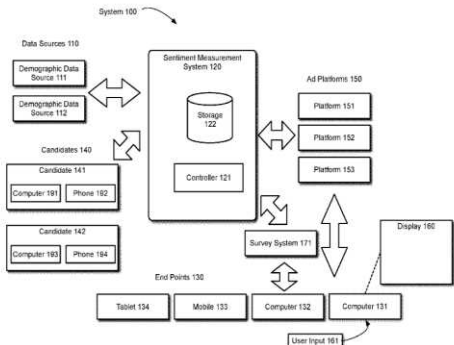 System 100
Data Sources 110
Demographic Data
Source 111
Demographic Data
Source 112
Sentiment Measurement
System 120
Storage
122
Controller 121
Ad Platforms 150
Platform 151
Platform 152
Platform 153
Candidates 140
Candidate 141
Computer 191
Phone 192
Candidate 142
Computer 193
Phone 194
Survey System 171
Display 160
End Points 130
Tablet 134
Mobile 133
Computer 132
Computer 131
User Input 161